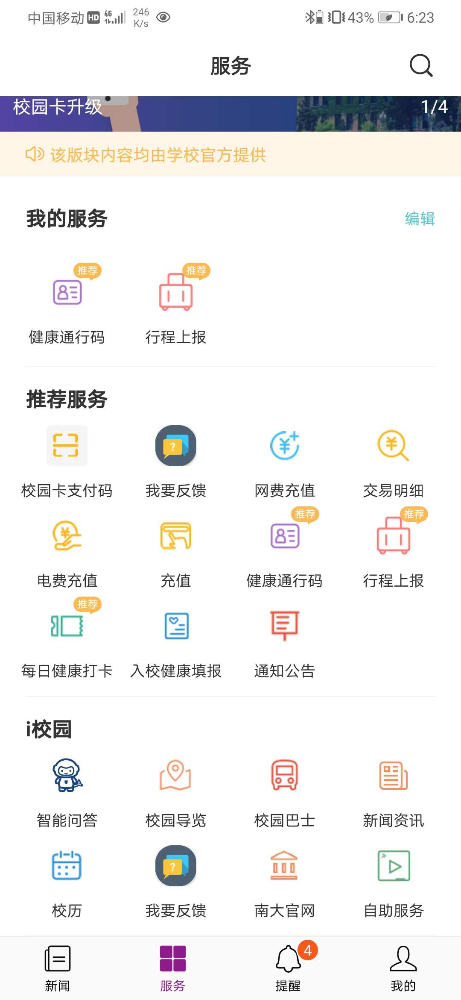 中国移动 HD 4G 246 K/s 43% 6:23
服务
校园卡升级 1/4
该版块内容均由学校官方提供
我的服务 编辑
推荐 推荐
健康通行码 行程上报
推荐服务
校园卡支付码 我要反馈 网费充值 交易明细
推荐 推荐
电费充值 充值 健康通行码 行程上报
推荐
每日健康打卡 入校健康填报 通知公告
i校园
智能问答 校园导览 校园巴士 新闻资讯
校历 我要反馈 南大官网 自助服务
4
新闻 服务 提醒 我的